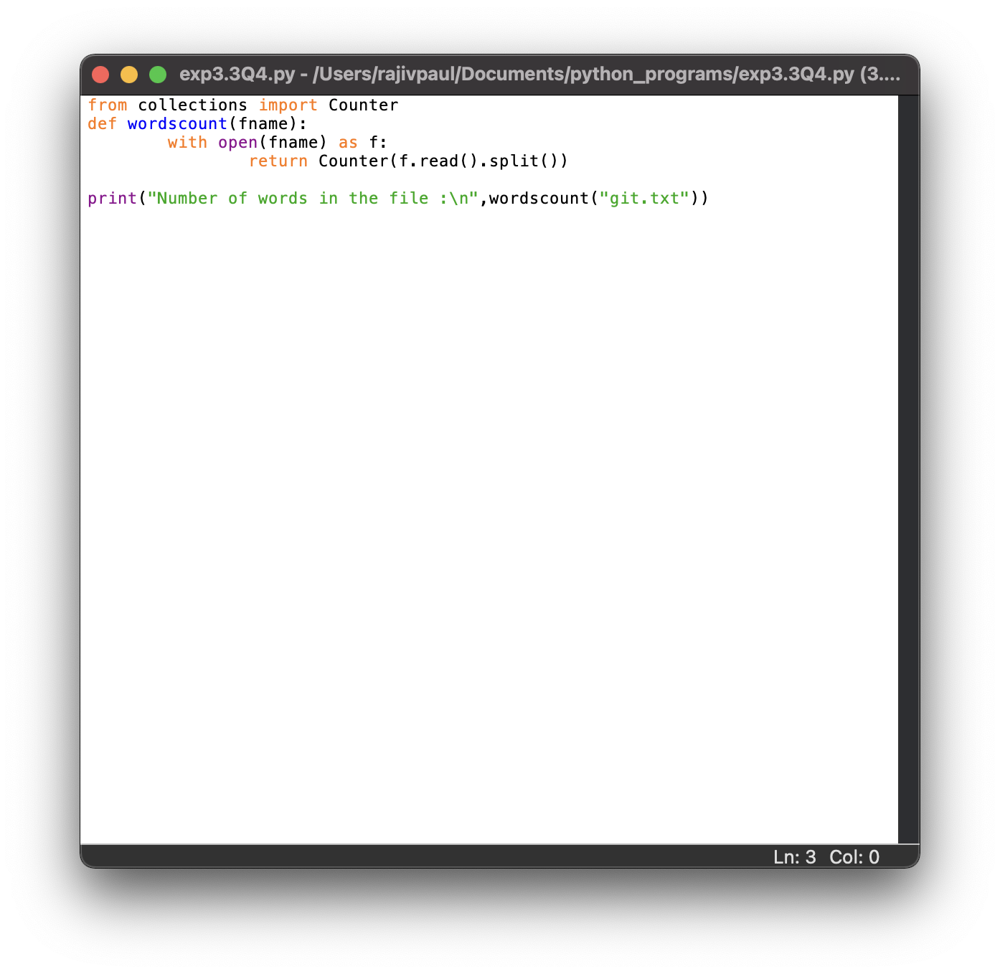 exp3.3Q4.py - /Users/rajivpaul/Documents/python_programs/exp3.3Q4.py (3....
from collections import Counter
def wordscount(fname):
        with open(fname) as f:
                return Counter(f.read().split())

print("Number of words in the file :\n",wordscount("git.txt"))
Ln: 3 Col: 0